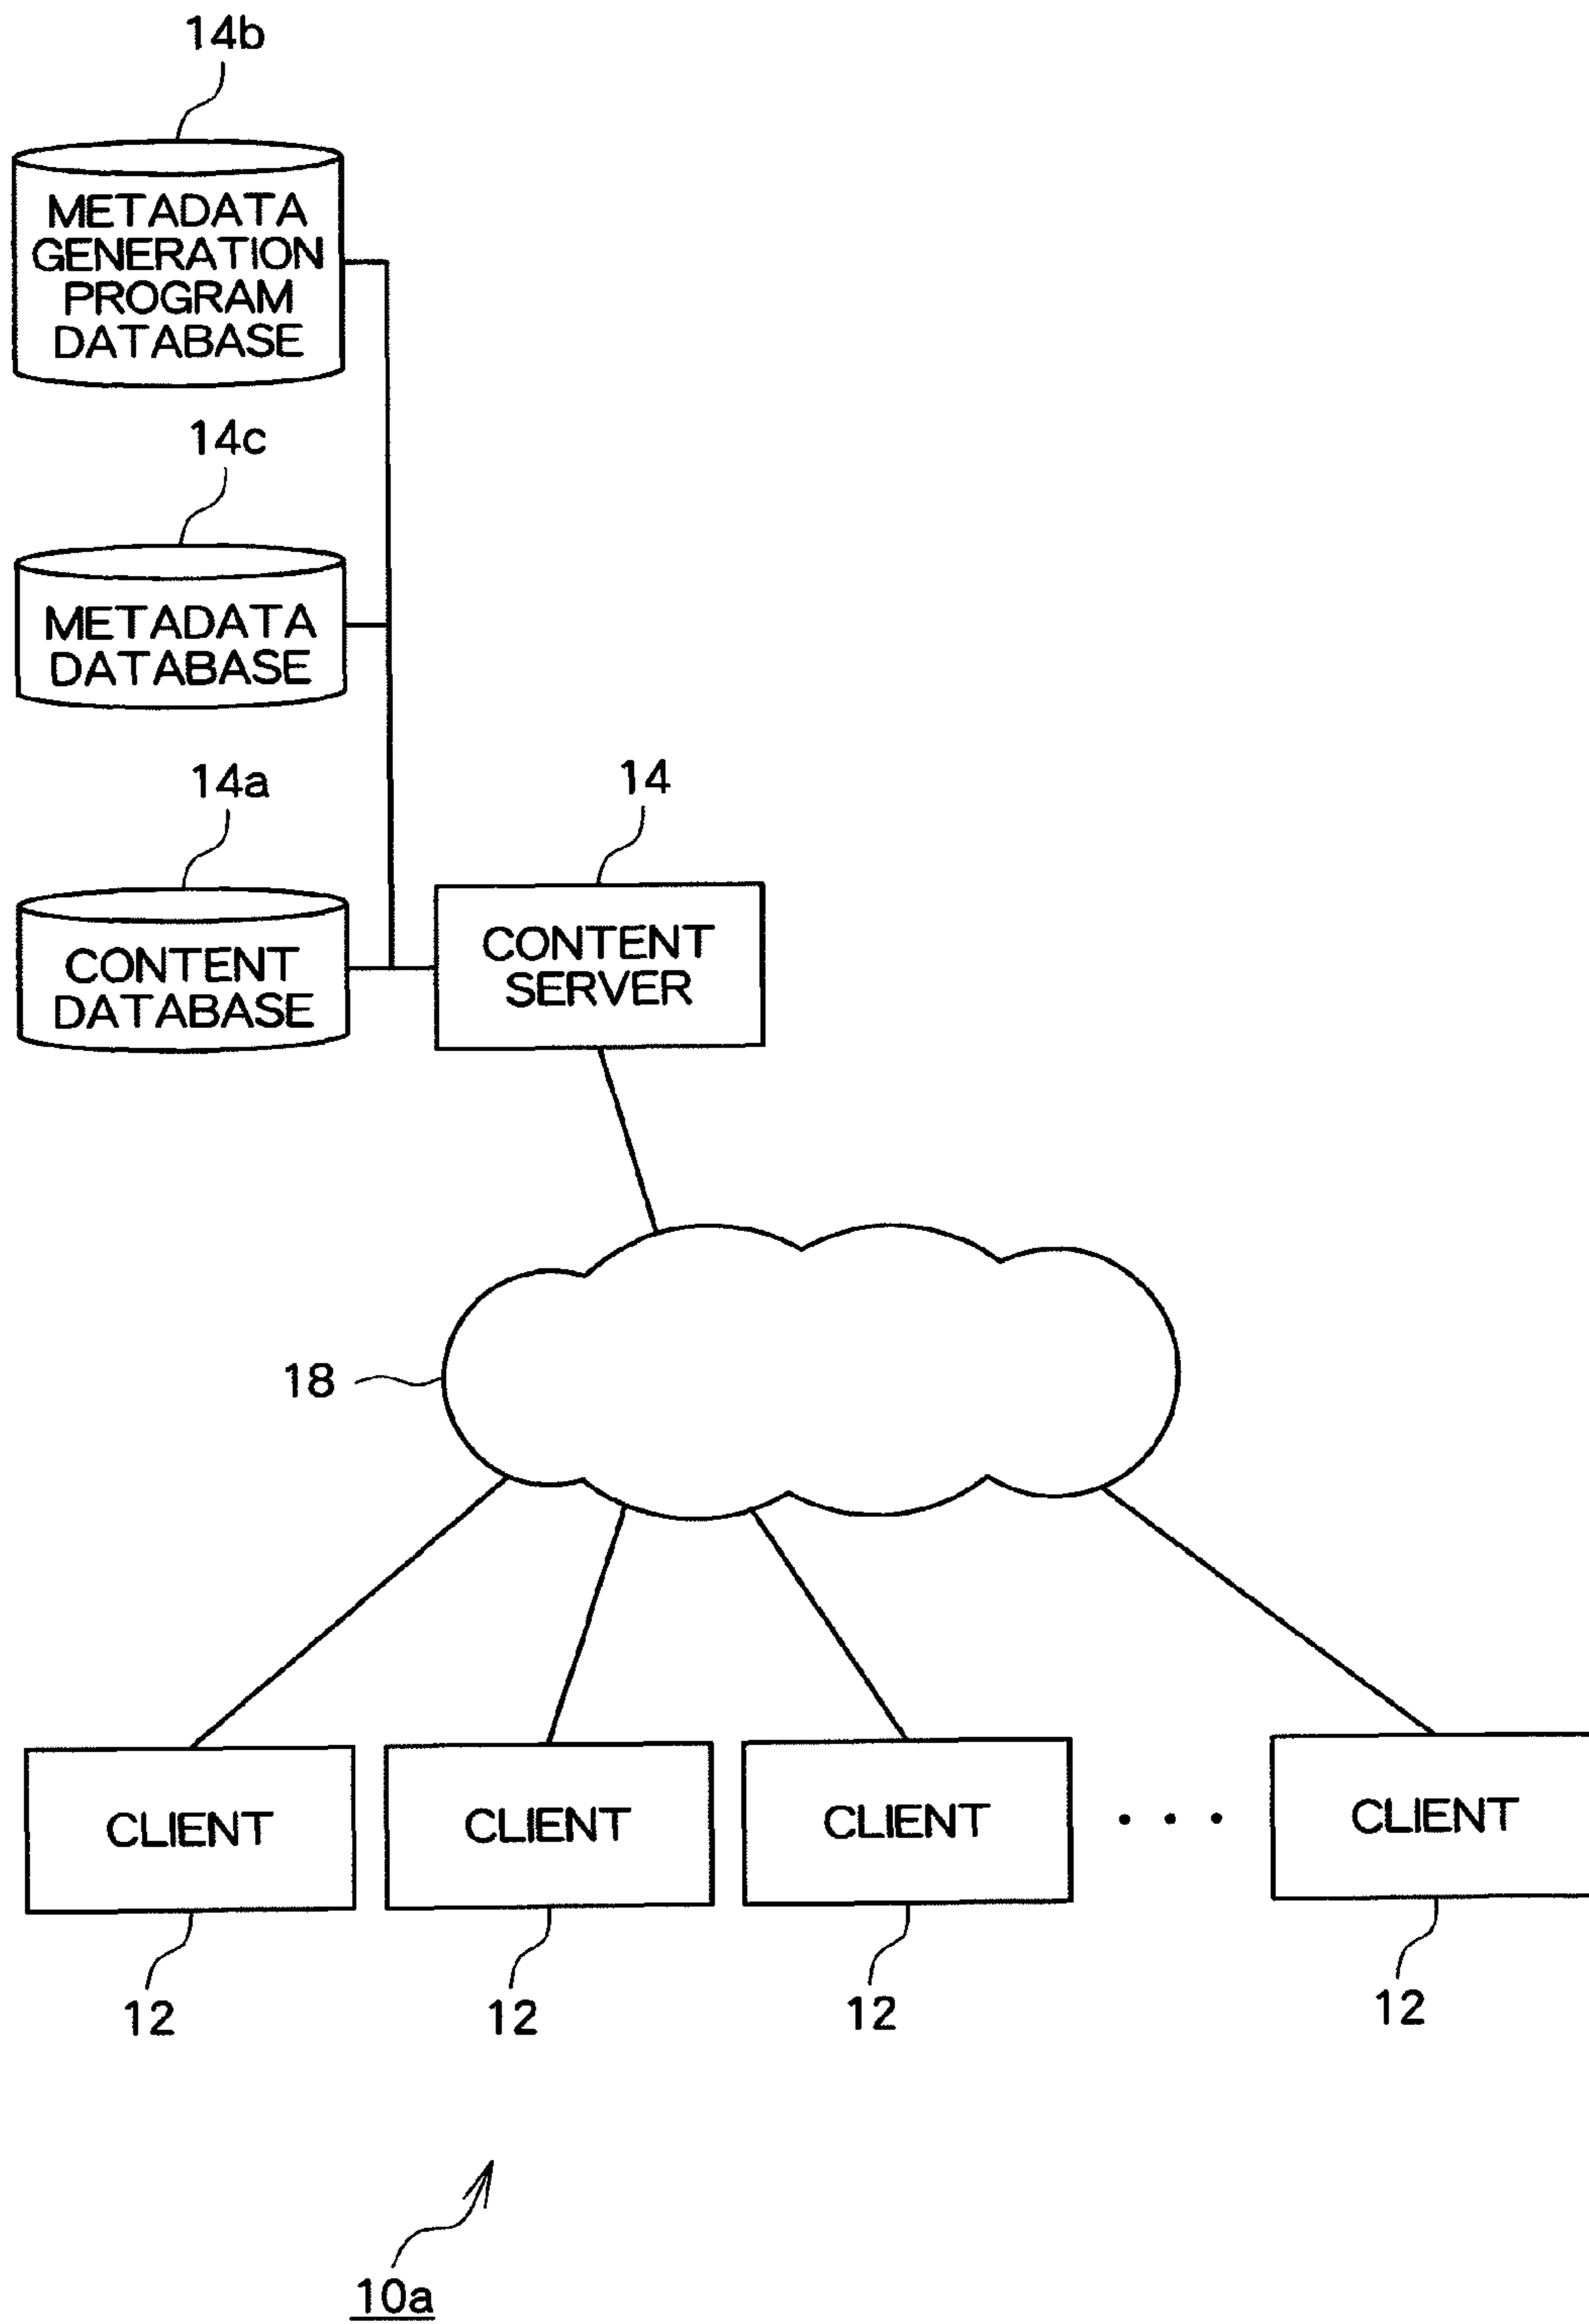 14b
METADATA
GENERATION
PROGRAM
DATABASE
14c
METADATA
DATABASE
14a
14
CONTENT
DATABASE
CONTENT
SERVER
18
CLIENT
CLIENT
CLIENT
. . .
CLIENT
12
12
12
12
10a